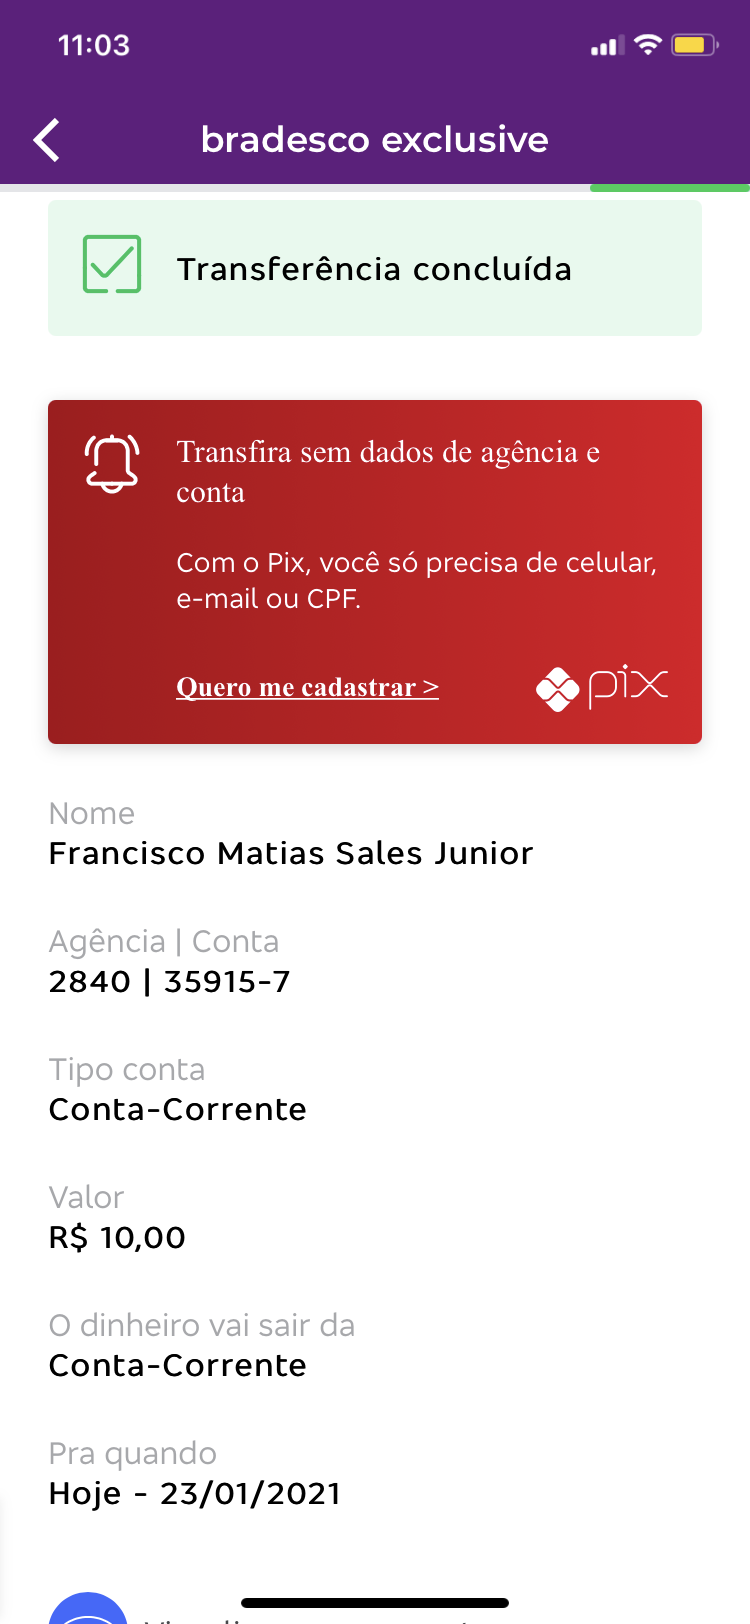 11:03
bradesco exclusive
Transferência concluída
Transfira sem dados de agência e
conta
Com o Pix, você só precisa de celular,
e-mail ou CPF.
Quero me cadastrar >
pix
Nome
Francisco Matias Sales Junior
Agência | Conta
2840 | 35915-7
Tipo conta
Conta-Corrente
Valor
R$ 10,00
O dinheiro vai sair da
Conta-Corrente
Pra quando
Hoje - 23/01/2021